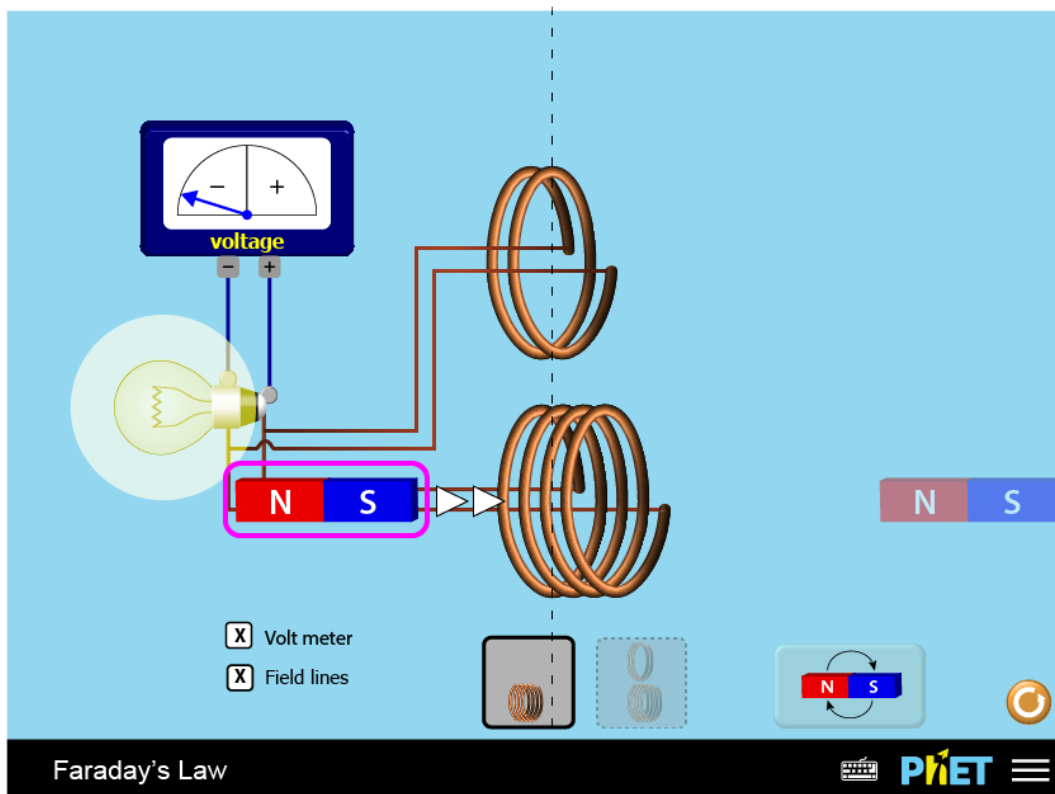 − +
voltage
− +
N S
N S
X Volt meter
X Field lines
N S
Faraday's Law
PhET